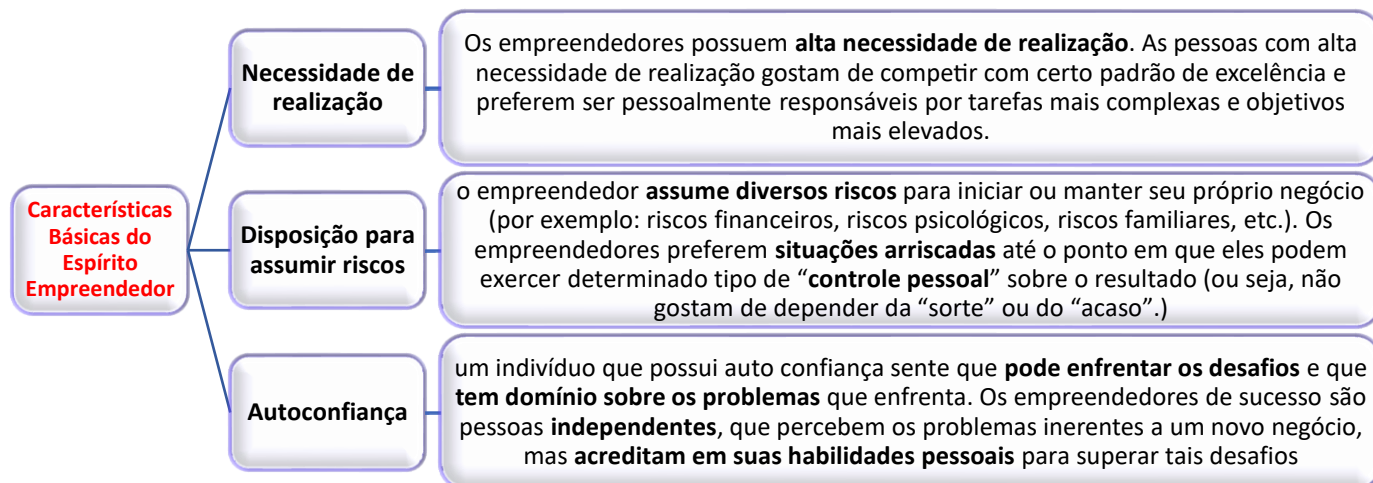 Características
Básicas do
Espírito
Empreendedor
Necessidade de
realização
Os empreendedores possuem alta necessidade de realização. As pessoas com alta
necessidade de realização gostam de competir com certo padrão de excelência e
preferem ser pessoalmente responsáveis por tarefas mais complexas e objetivos
mais elevados.
Disposição para
assumir riscos
o empreendedor assume diversos riscos para iniciar ou manter seu próprio negócio
(por exemplo: riscos financeiros, riscos psicológicos, riscos familiares, etc.). Os
empreendedores preferem situações arriscadas até o ponto em que eles podem
exercer determinado tipo de “controle pessoal” sobre o resultado (ou seja, não
gostam de depender da “sorte” ou do “acaso”.)
Autoconfiança
um indivíduo que possui auto confiança sente que pode enfrentar os desafios e que
tem domínio sobre os problemas que enfrenta. Os empreendedores de sucesso são
pessoas independentes, que percebem os problemas inerentes a um novo negócio,
mas acreditam em suas habilidades pessoais para superar tais desafios